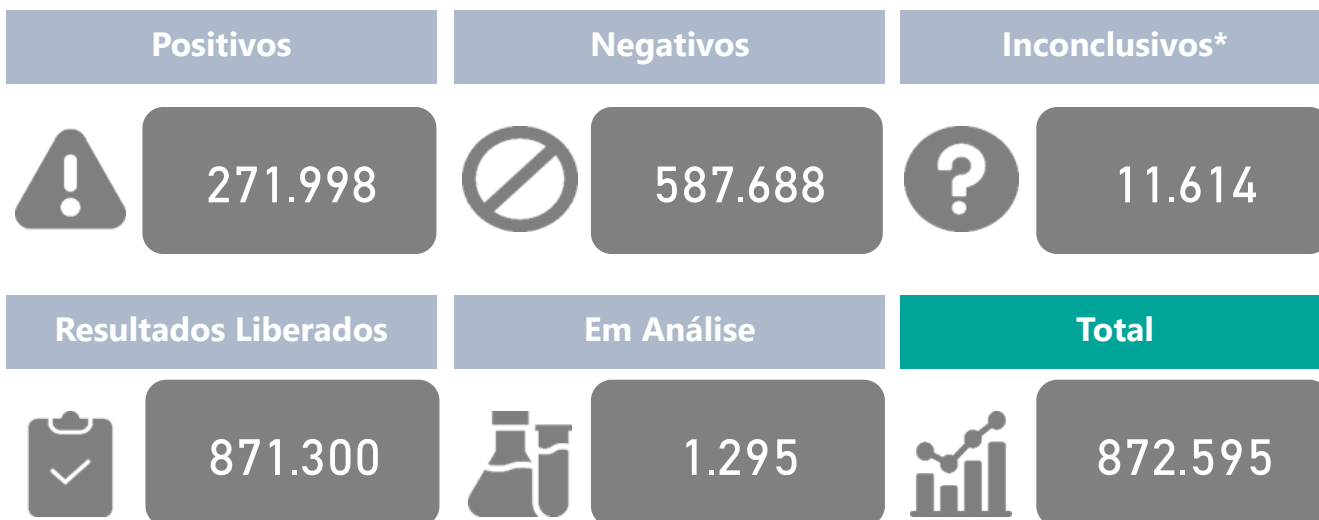 Positivos
Negativos
Inconclusivos*
271.998
587.688
11.614
Resultados Liberados
Em Análise
Total
871.300
1.295
872.595